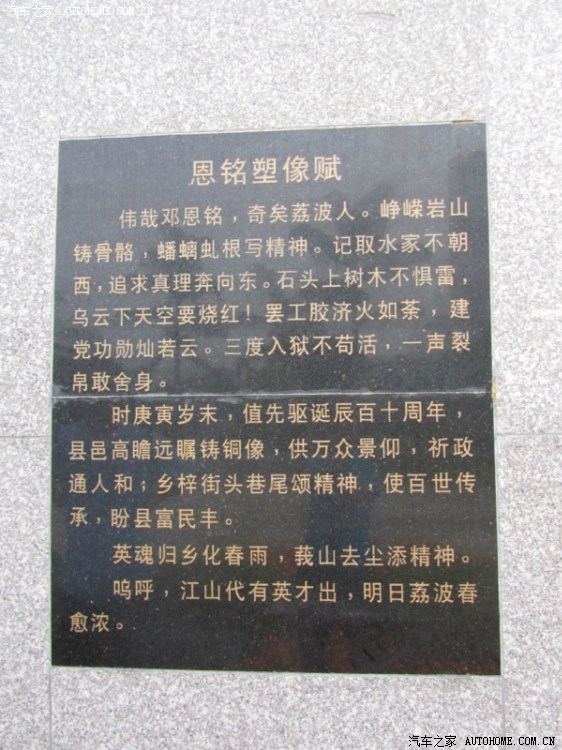 汽车之家 AUTOHOME.COM.CN
恩铭塑像赋
伟哉邓恩铭，奇矣荔波人。峥嵘岩山
铸骨骼，蟠螭虬根写精神。记取水家不朝
西，追求真理奔向东。石头上树木不惧雷，
乌云下天空要烧红！罢工胶济火如荼，建
党功勋灿若云。三度入狱不苟活，一声裂
帛敢舍身。
时庚寅岁末，值先驱诞辰百十周年，
县邑高瞻远瞩铸铜像，供万众景仰，祈政
通人和；乡梓街头巷尾颂精神，使百世传
承，盼县富民丰。
英魂归乡化春雨，莪山去尘添精神。
呜呼，江山代有英才出，明日荔波春
愈浓。
汽车之家 AUTOHOME.COM.CN